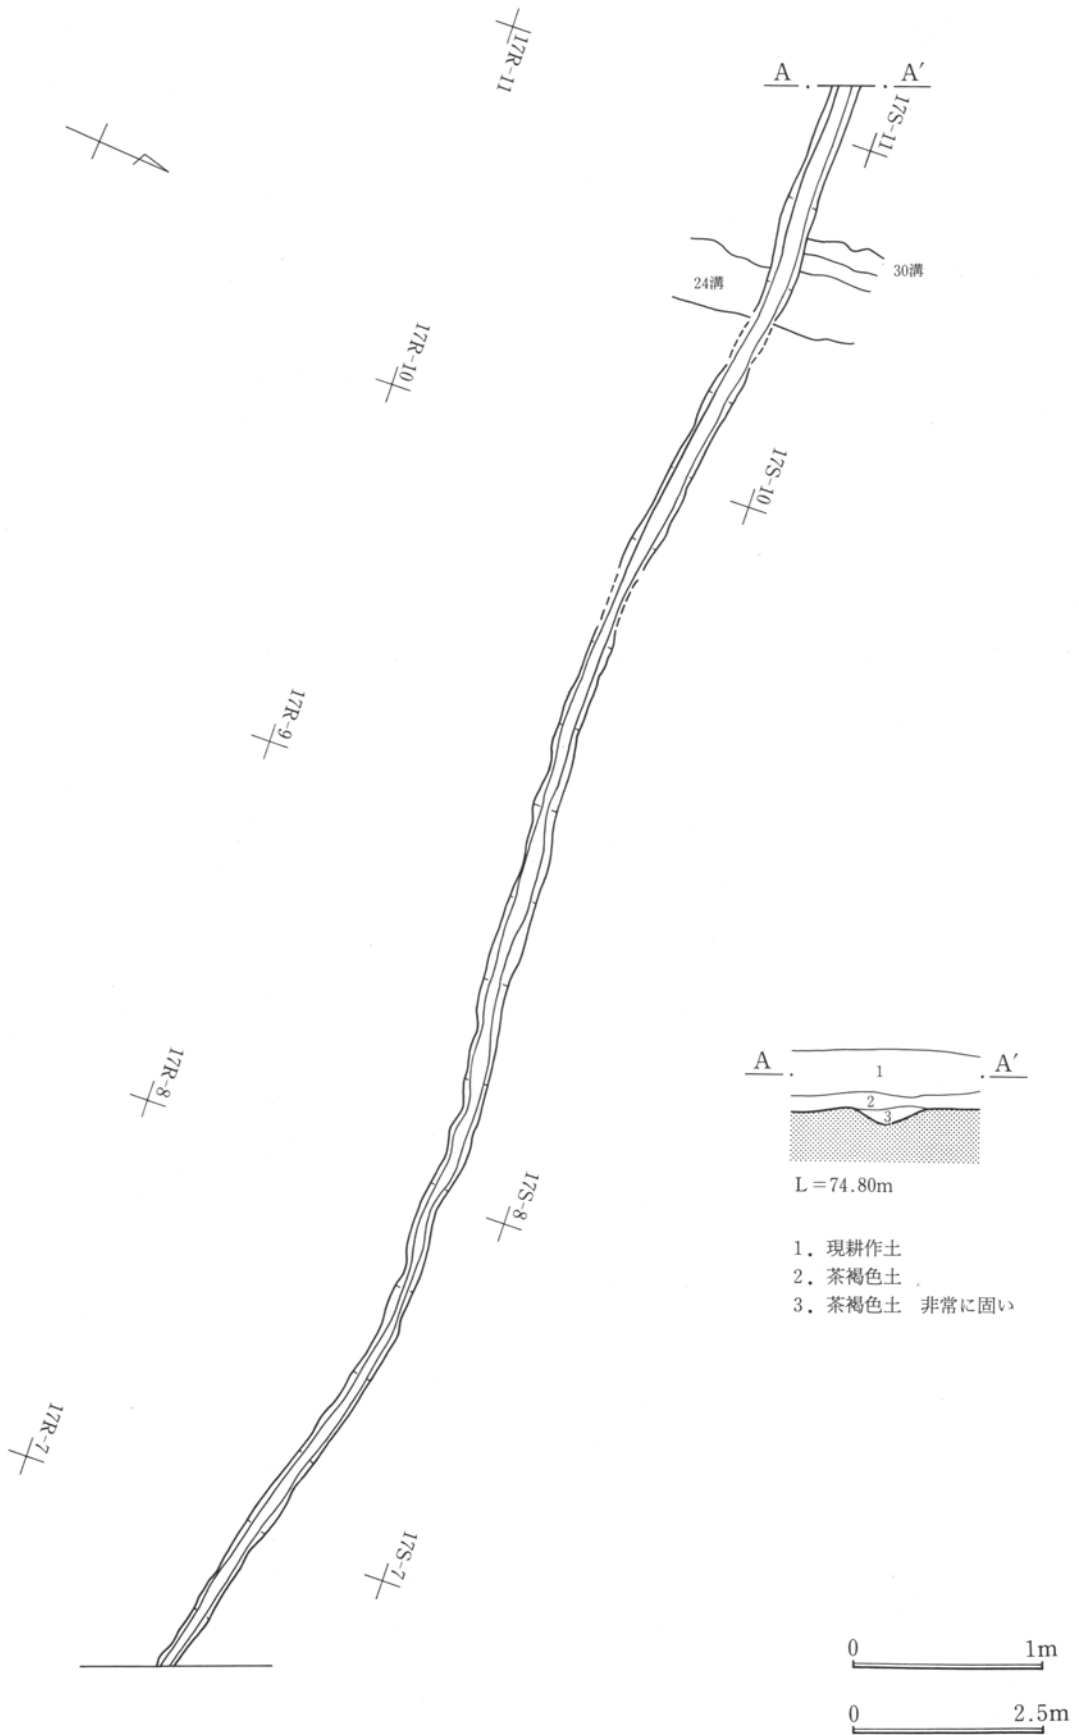 17R-11
A A′
17S-11
30溝
24溝
17R-10
17S-10
17R-9
17R-8
A A′
1
2
3
L=74.80m
17S-8
1. 現耕作土
2. 茶褐色土
3. 茶褐色土 非常に固い
17R-7
17S-7
0 1m
0 2.5m